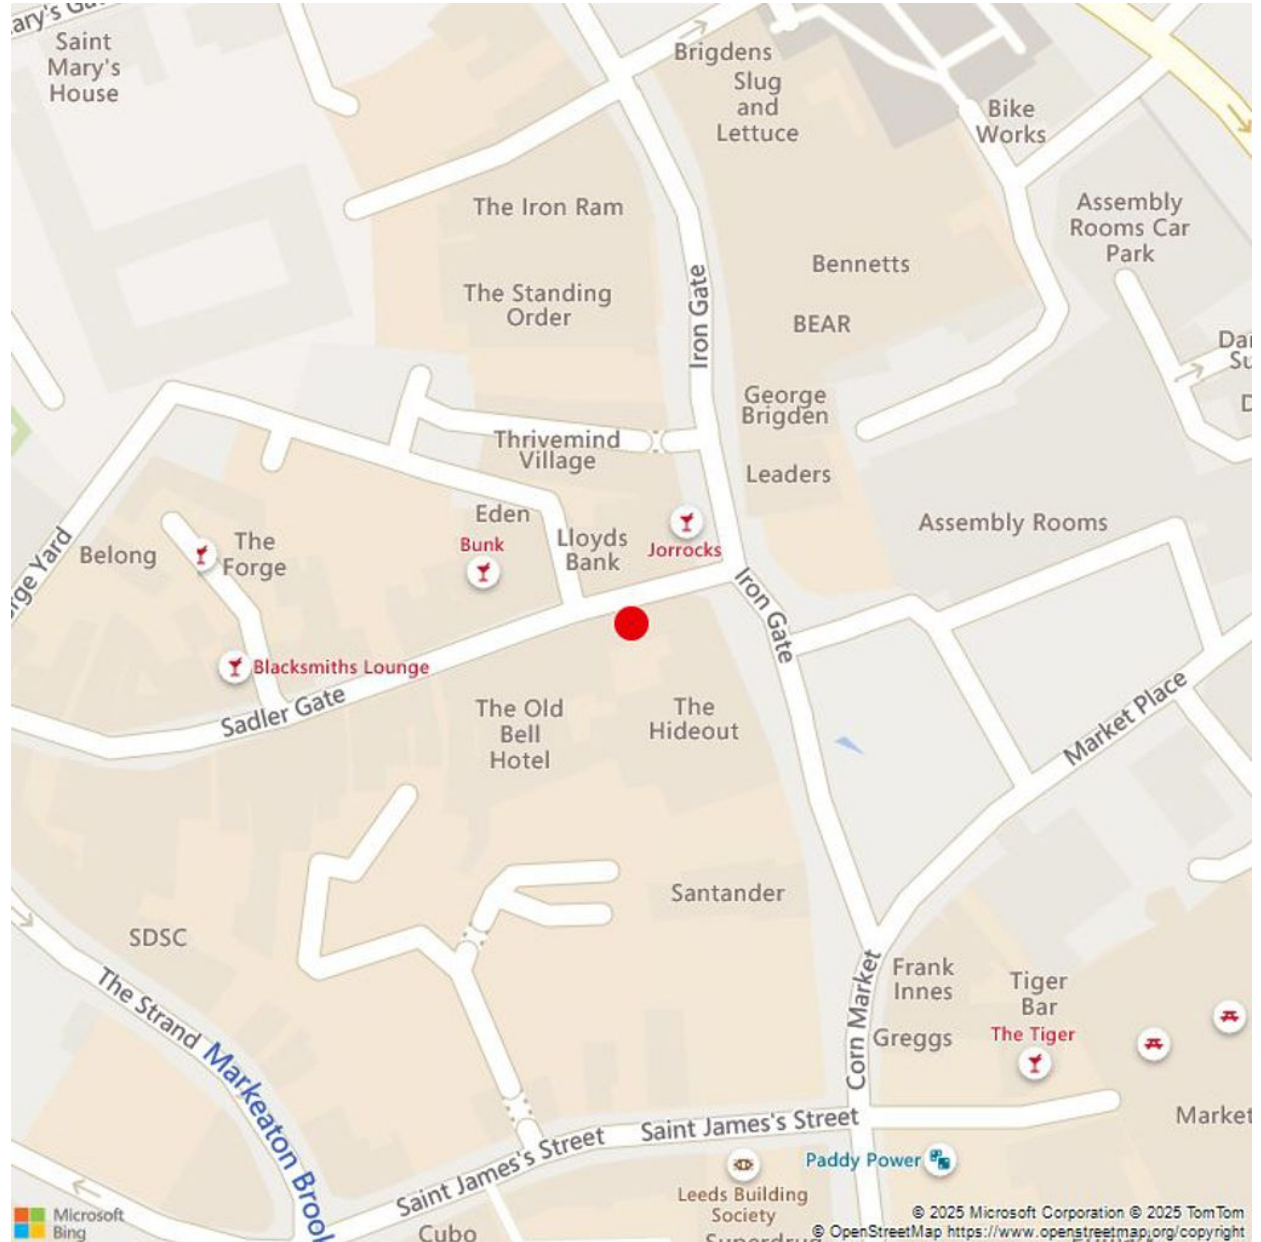 Saint
Mary's
House
Brigdens
Slug
and
Lettuce
Bike
Works
The Iron Ram
Assembly
Rooms Car
Park
Bennetts
The Standing
Order
BEAR
Iron Gate
George
Brigden
Thrivemind
Village
Leaders
Eden
Bunk
Lloyds
Bank
Jorrocks
Assembly Rooms
Belong
The
Forge
Iron Gate
Blacksmiths Lounge
Sadler Gate
The Old
Bell
Hotel
The
Hideout
Market Place
Santander
SDSC
The Strand
Markeaton Brook
Frank
Innes
Tiger
Bar
The Tiger
Greggs
Corn Market
Saint James's Street
Saint James's Street
Market
Paddy Power
Leeds Building
Society
Cubo
Microsoft
Bing
© 2025 Microsoft Corporation © 2025 TomTom
© OpenStreetMap https://www.openstreetmap.org/copyright